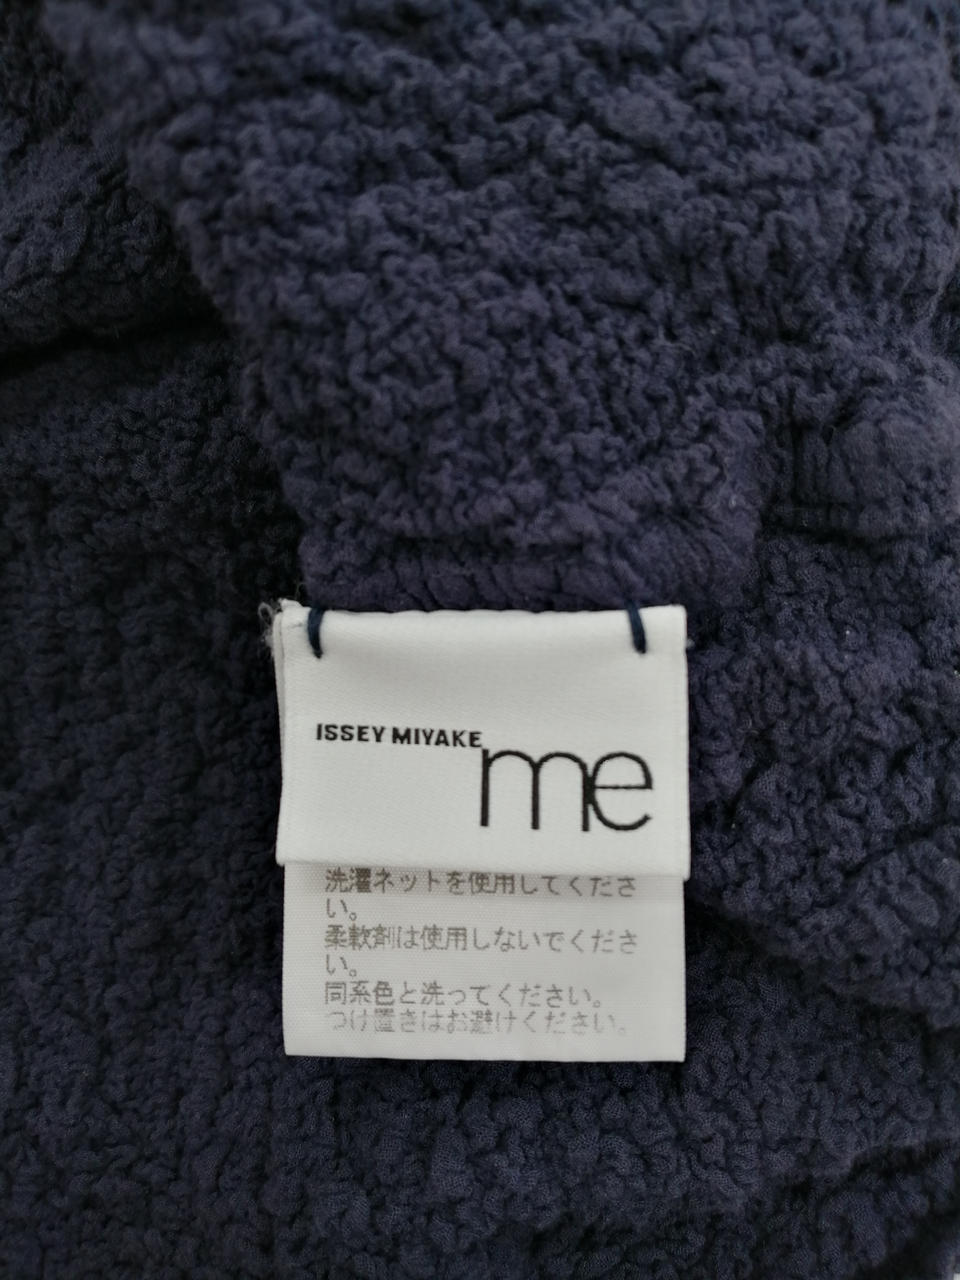 ISSEY MIYAKE
me
洗濯ネットを使用してくださ
い。
柔軟剤は使用しないでくださ
い。
同系色と洗ってください。
つけ置きはお避けください。